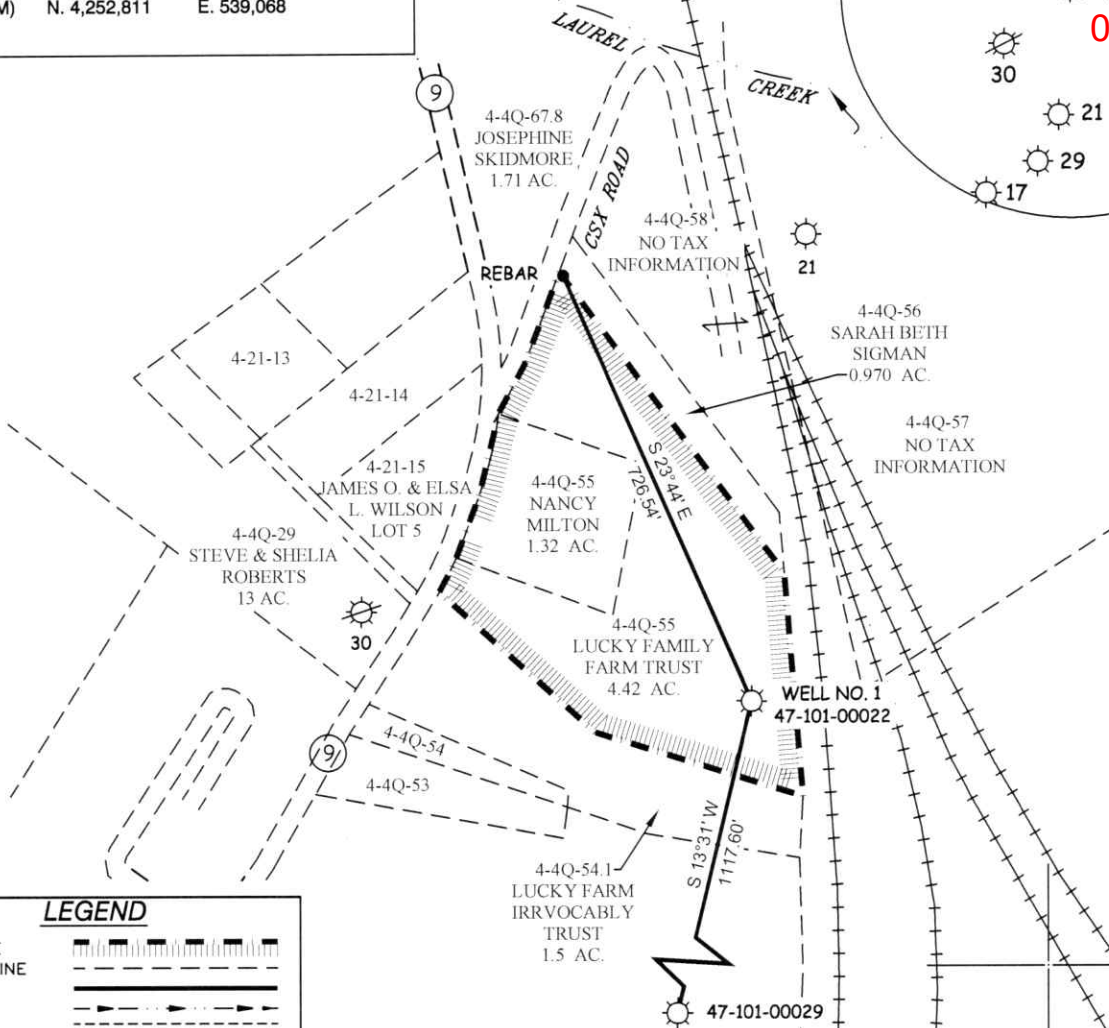 M) N. 4,252,811 E. 539,068
0
LAUREL
CREEK
30
21
29
17
9
4-4Q-67.8
JOSEPHINE
SKIDMORE
1.71 AC.
CSX ROAD
4-4Q-58
NO TAX
INFORMATION
21
REBAR
4-4Q-56
SARAH BETH
SIGMAN
0.970 AC.
4-21-13
4-21-14
4-4Q-57
NO TAX
INFORMATION
S 23°44' E
726.54'
4-21-15
JAMES O. & ELSA
L. WILSON
LOT 5
4-4Q-55
NANCY
MILTON
1.32 AC.
4-4Q-29
STEVE & SHELIA
ROBERTS
13 AC.
30
4-4Q-55
LUCKY FAMILY
FARM TRUST
4.42 AC.
WELL NO. 1
47-101-00022
9
4-4Q-54
4-4Q-53
S 13°31' W
1117.60'
4-4Q-54.1
LUCKY FARM
IRRVOCABLY
TRUST
1.5 AC.
LEGEND
INE
47-101-00029